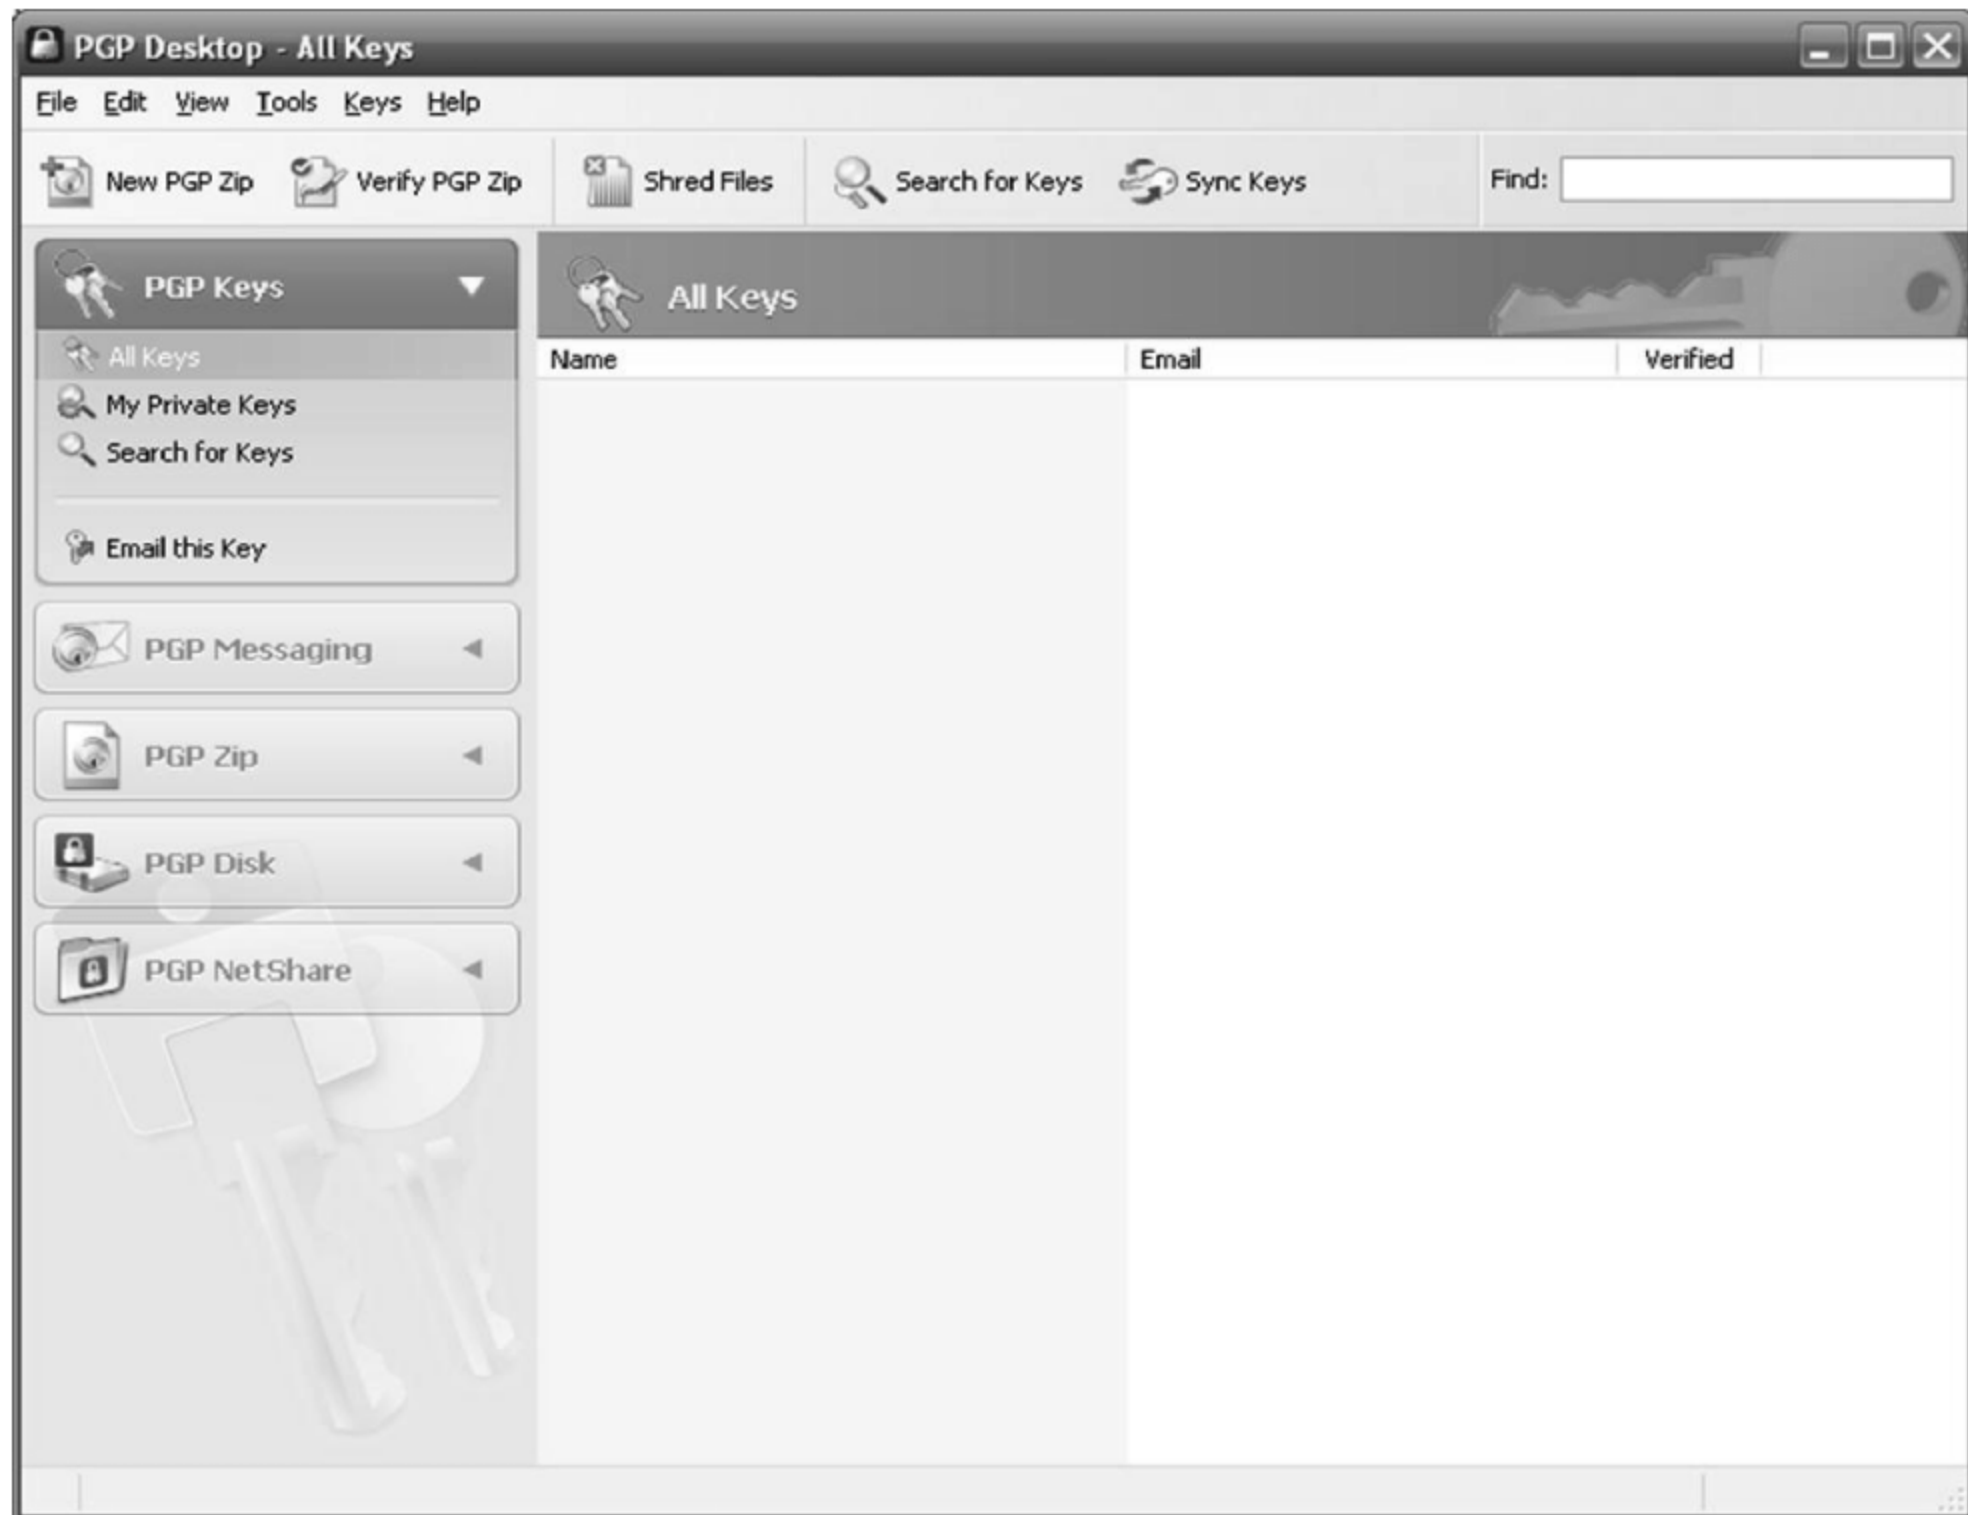 PGP Desktop - All Keys
File Edit View Tools Keys Help
New PGP Zip Verify PGP Zip Shred Files Search for Keys Sync Keys Find:
PGP Keys
All Keys
My Private Keys
Search for Keys
Email this Key
PGP Messaging
PGP Zip
PGP Disk
PGP NetShare
All Keys
Name Email Verified